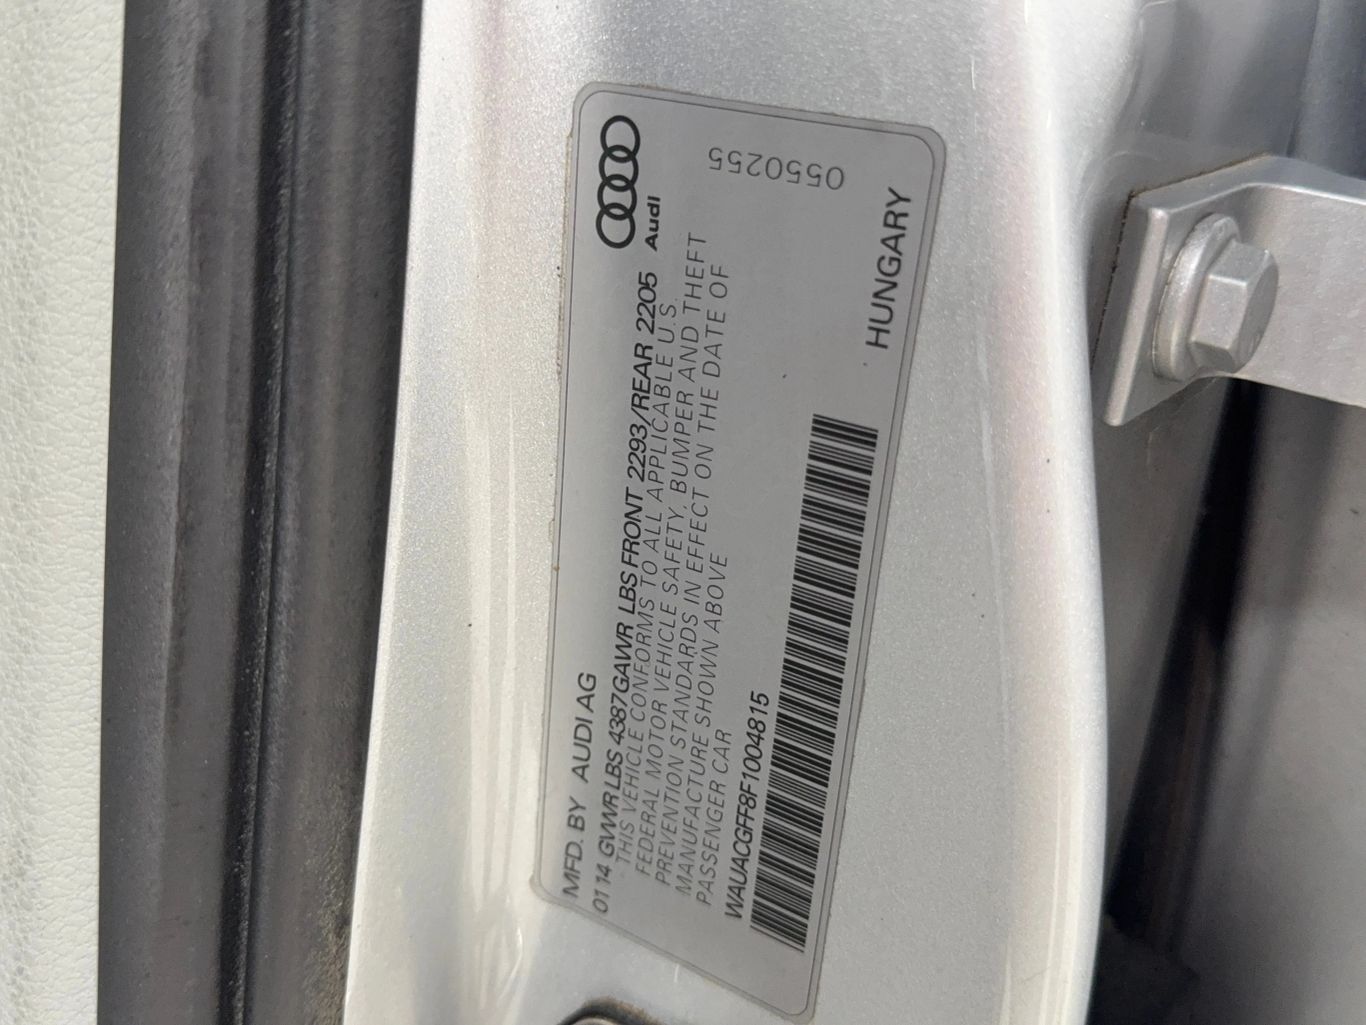 Audi
MFD. BY AUDI AG
01 14 GVWR LBS 4387 GAWR LBS FRONT 2293/REAR 2205
THIS VEHICLE CONFORMS TO ALL APPLICABLE U.S.
FEDERAL MOTOR VEHICLE SAFETY, BUMPER AND THEFT
PREVENTION STANDARDS IN EFFECT ON THE DATE OF
MANUFACTURE SHOWN ABOVE
PASSENGER CAR
WAUACGFF8F1004815
HUNGARY
0550255